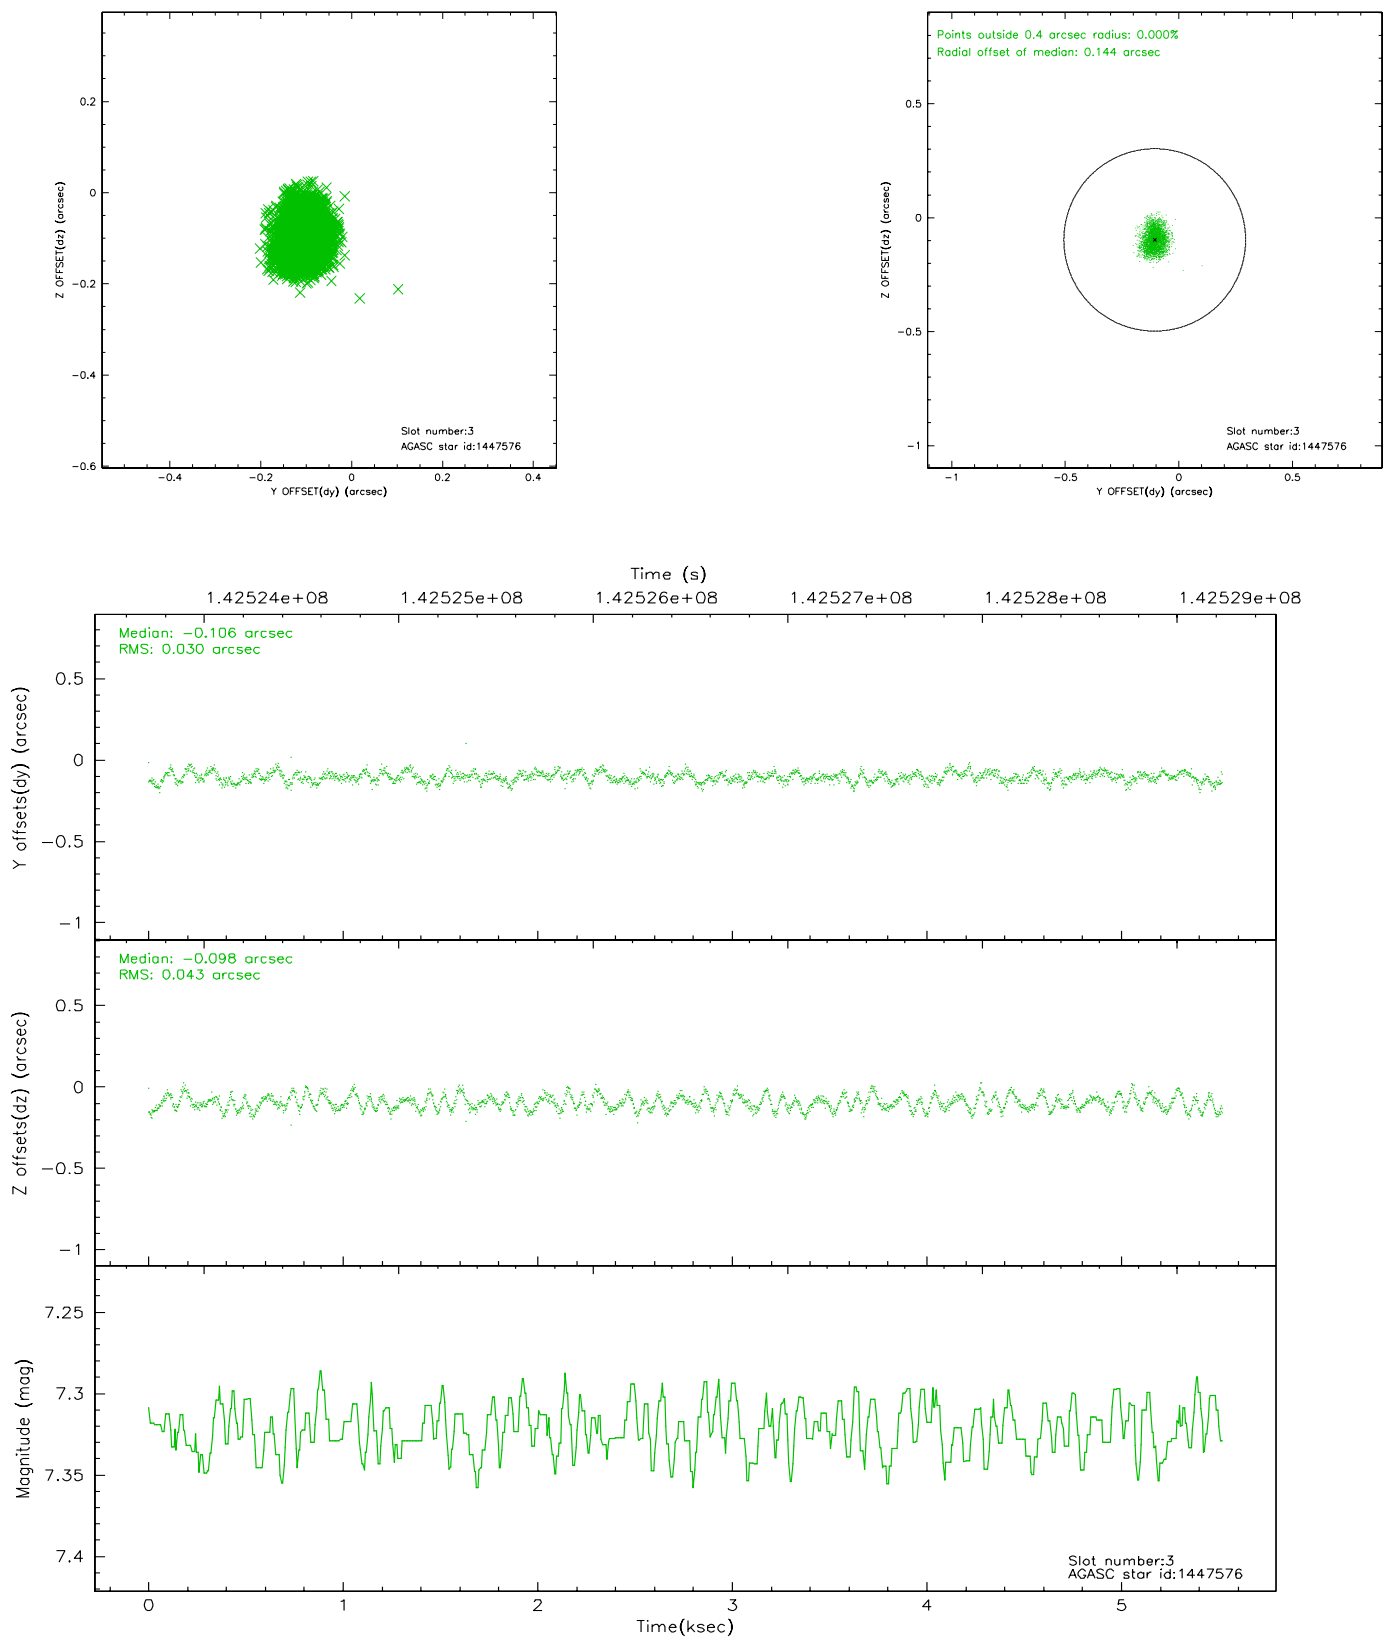 0.2
0
−0.2
−0.4
−0.6
Z OFFSET(dz) (arcsec)
−0.4 −0.2 0 0.2 0.4
Y OFFSET(dy) (arcsec)
Slot number:3
AGASC star id:1447576
Points outside 0.4 arcsec radius: 0.000%
Radial offset of median: 0.144 arcsec
0.5
0
−0.5
−1
Z OFFSET(dz) (arcsec)
−1 −0.5 0 0.5
Y OFFSET(dy) (arcsec)
Slot number:3
AGASC star id:1447576
Time (s)
1.42524e+08 1.42525e+08 1.42526e+08 1.42527e+08 1.42528e+08 1.42529e+08
Median: −0.106 arcsec
RMS: 0.030 arcsec
0.5
0
−0.5
−1
Y offsets(dy) (arcsec)
Median: −0.098 arcsec
RMS: 0.043 arcsec
0.5
0
−0.5
−1
Z offsets(dz) (arcsec)
7.25
7.3
7.35
7.4
Magnitude (mag)
Slot number:3
AGASC star id:1447576
0 1 2 3 4 5
Time(ksec)